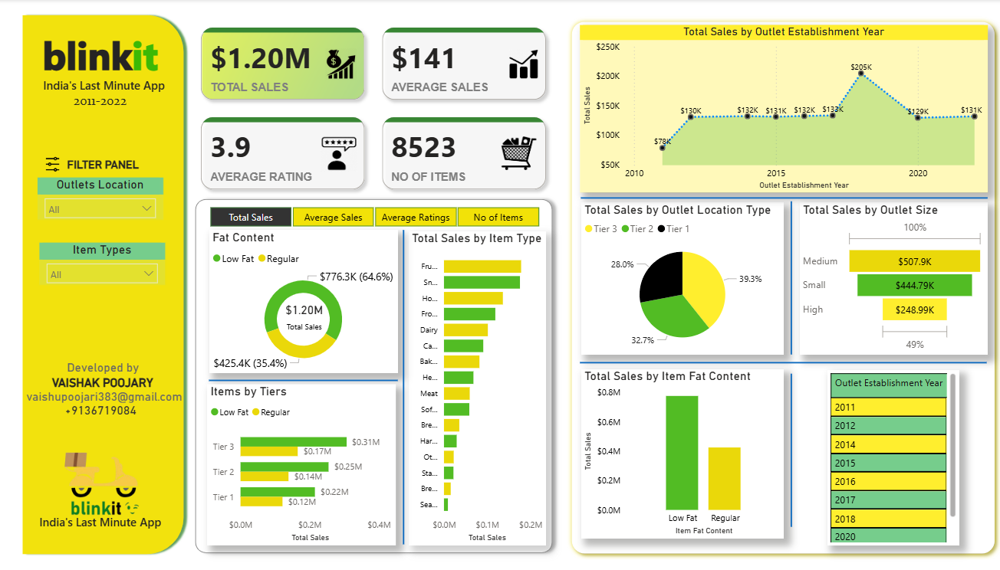 blinkit
India's Last Minute App
2011-2022
FILTER PANEL
Outlets Location
All
Item Types
All
Developed by
VAISHAK POOJARY
vaishupoojari383@gmail.com
+9136719084
blinkit
India's Last Minute App
$1.20M
TOTAL SALES
$141
AVERAGE SALES
3.9
AVERAGE RATING
8523
NO OF ITEMS
Total Sales
Average Sales
Average Ratings
No of Items
Fat Content
Low Fat
Regular
$776.3K (64.6%)
$1.20M
Total Sales
$425.4K (35.4%)
Items by Tiers
Low Fat
Regular
Tier 3
$0.31M
$0.17M
Tier 2
$0.25M
$0.14M
Tier 1
$0.22M
$0.12M
$0.0M
$0.2M
$0.4M
Total Sales
Total Sales by Item Type
Fru...
Sn...
Ho...
Fro...
Dairy
Ca...
Bak...
He...
Meat
Sof...
Bre...
Har...
Ot...
Sta...
Bre...
Sea...
$0.0M
$0.1M
$0.2M
Total Sales
Total Sales by Outlet Establishment Year
$250K
$200K
$150K
$100K
$50K
Total Sales
$78K
$130K
$132K
$131K
$132K
$133K
$205K
$129K
$131K
2010
2015
2020
Outlet Establishment Year
Total Sales by Outlet Location Type
Tier 3
Tier 2
Tier 1
28.0%
39.3%
32.7%
Total Sales by Outlet Size
100%
Medium
$507.9K
Small
$444.79K
High
$248.99K
49%
Total Sales by Item Fat Content
$0.8M
$0.6M
$0.4M
$0.2M
$0.0M
Total Sales
Low Fat
Regular
Item Fat Content
Outlet Establishment Year
2011
2012
2014
2015
2016
2017
2018
2020